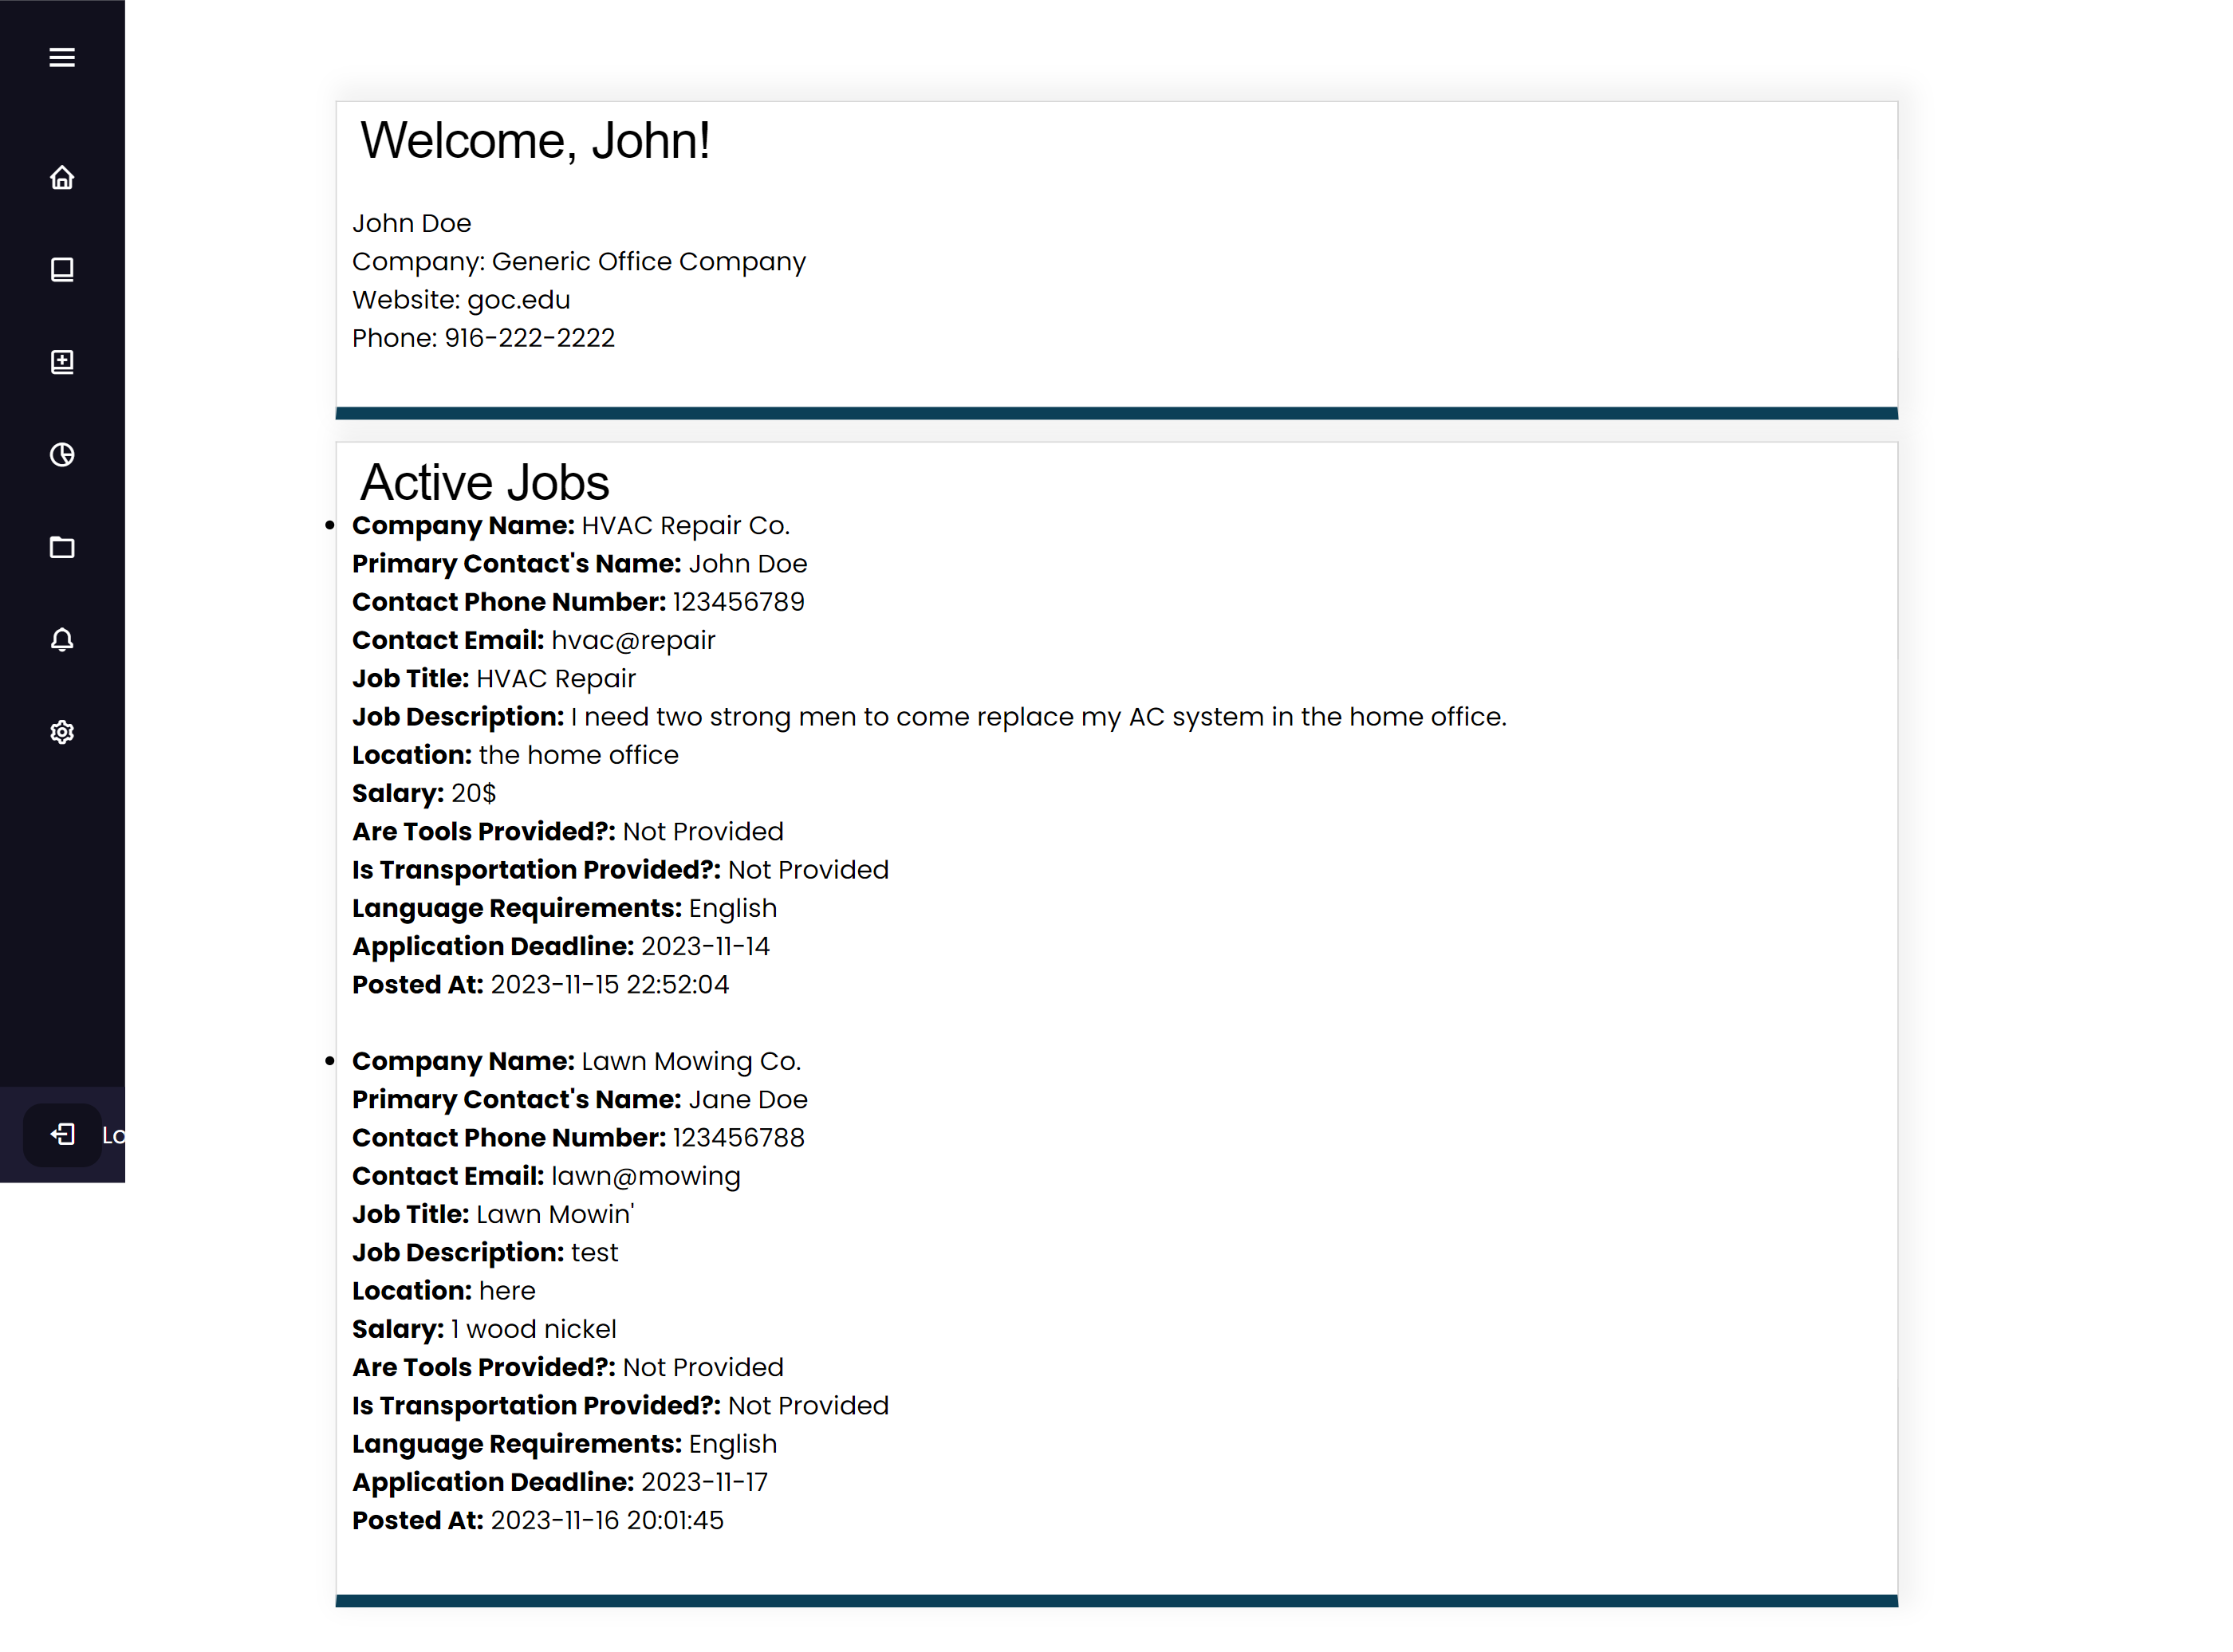 Welcome, John!
John Doe
Company: Generic Office Company
Website: goc.edu
Phone: 916-222-2222
Active Jobs
Company Name: HVAC Repair Co.
Primary Contact's Name: John Doe
Contact Phone Number: 123456789
Contact Email: hvac@repair
Job Title: HVAC Repair
Job Description: I need two strong men to come replace my AC system in the home office.
Location: the home office
Salary: 20$
Are Tools Provided?: Not Provided
Is Transportation Provided?: Not Provided
Language Requirements: English
Application Deadline: 2023-11-14
Posted At: 2023-11-15 22:52:04
Company Name: Lawn Mowing Co.
Primary Contact's Name: Jane Doe
Contact Phone Number: 123456788
Contact Email: lawn@mowing
Job Title: Lawn Mowin'
Job Description: test
Location: here
Salary: 1 wood nickel
Are Tools Provided?: Not Provided
Is Transportation Provided?: Not Provided
Language Requirements: English
Application Deadline: 2023-11-17
Posted At: 2023-11-16 20:01:45
Lo